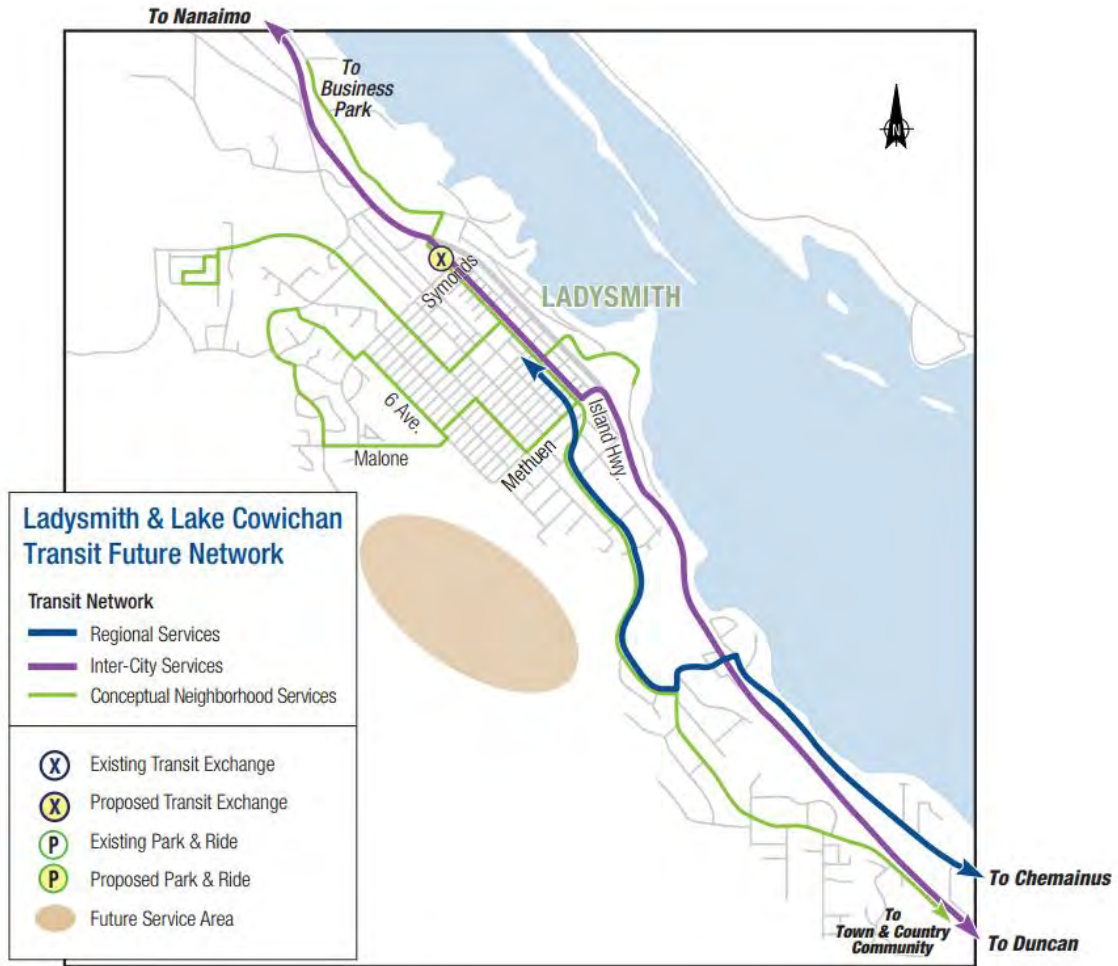 To Nanaimo
To
Business
Park
N
X
Symonds
LADYSMITH
6 Ave.
Island Hwy.
Malone
Methuen
Ladysmith & Lake Cowichan
Transit Future Network
Transit Network
Regional Services
Inter-City Services
Conceptual Neighborhood Services
X Existing Transit Exchange
X Proposed Transit Exchange
P Existing Park & Ride
P Proposed Park & Ride
Future Service Area
To Chemainus
To
Town & Country
Community
To Duncan